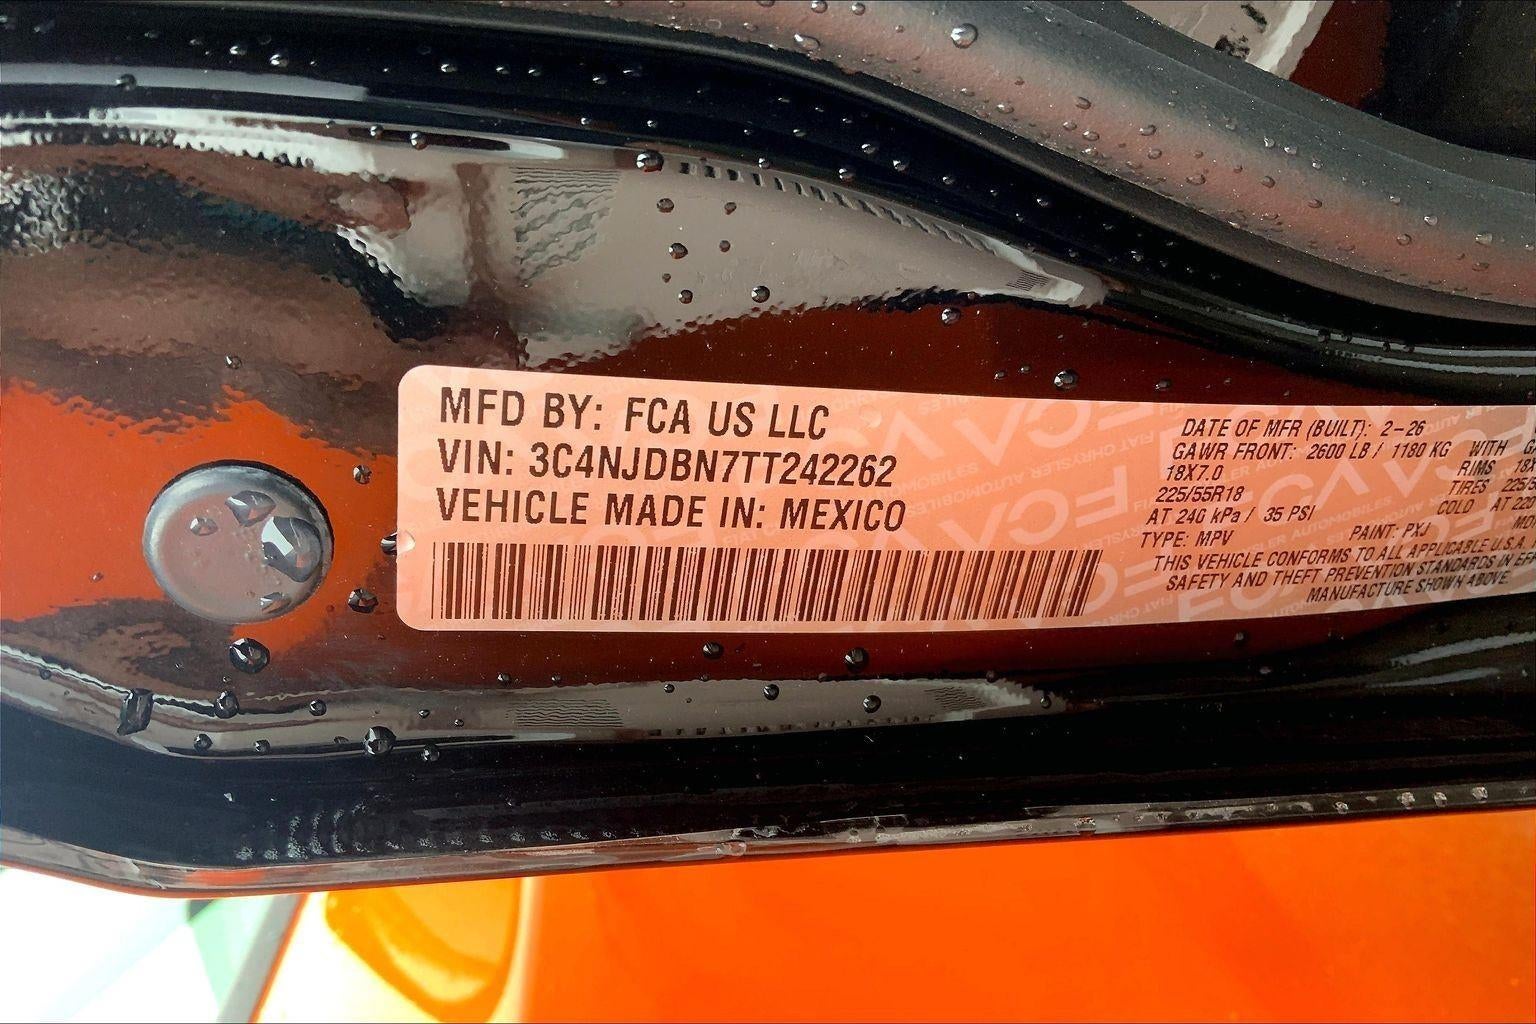 MFD BY: FCA US LLC
VIN: 3C4NJDBN7TT242262
VEHICLE MADE IN: MEXICO
DATE OF MFR (BUILT): 2-26
GAWR FRONT: 2600 LB / 1180 KG WITH
18X7.0 RIMS
225/55R18 TIRES
AT 240 kPa / 35 PSI COLD AT
TYPE: MPV PAINT: PXJ
THIS VEHICLE CONFORMS TO ALL APPLICABLE U.S.A.
SAFETY AND THEFT PREVENTION STANDARDS IN
MANUFACTURE SHOWN ABOVE.